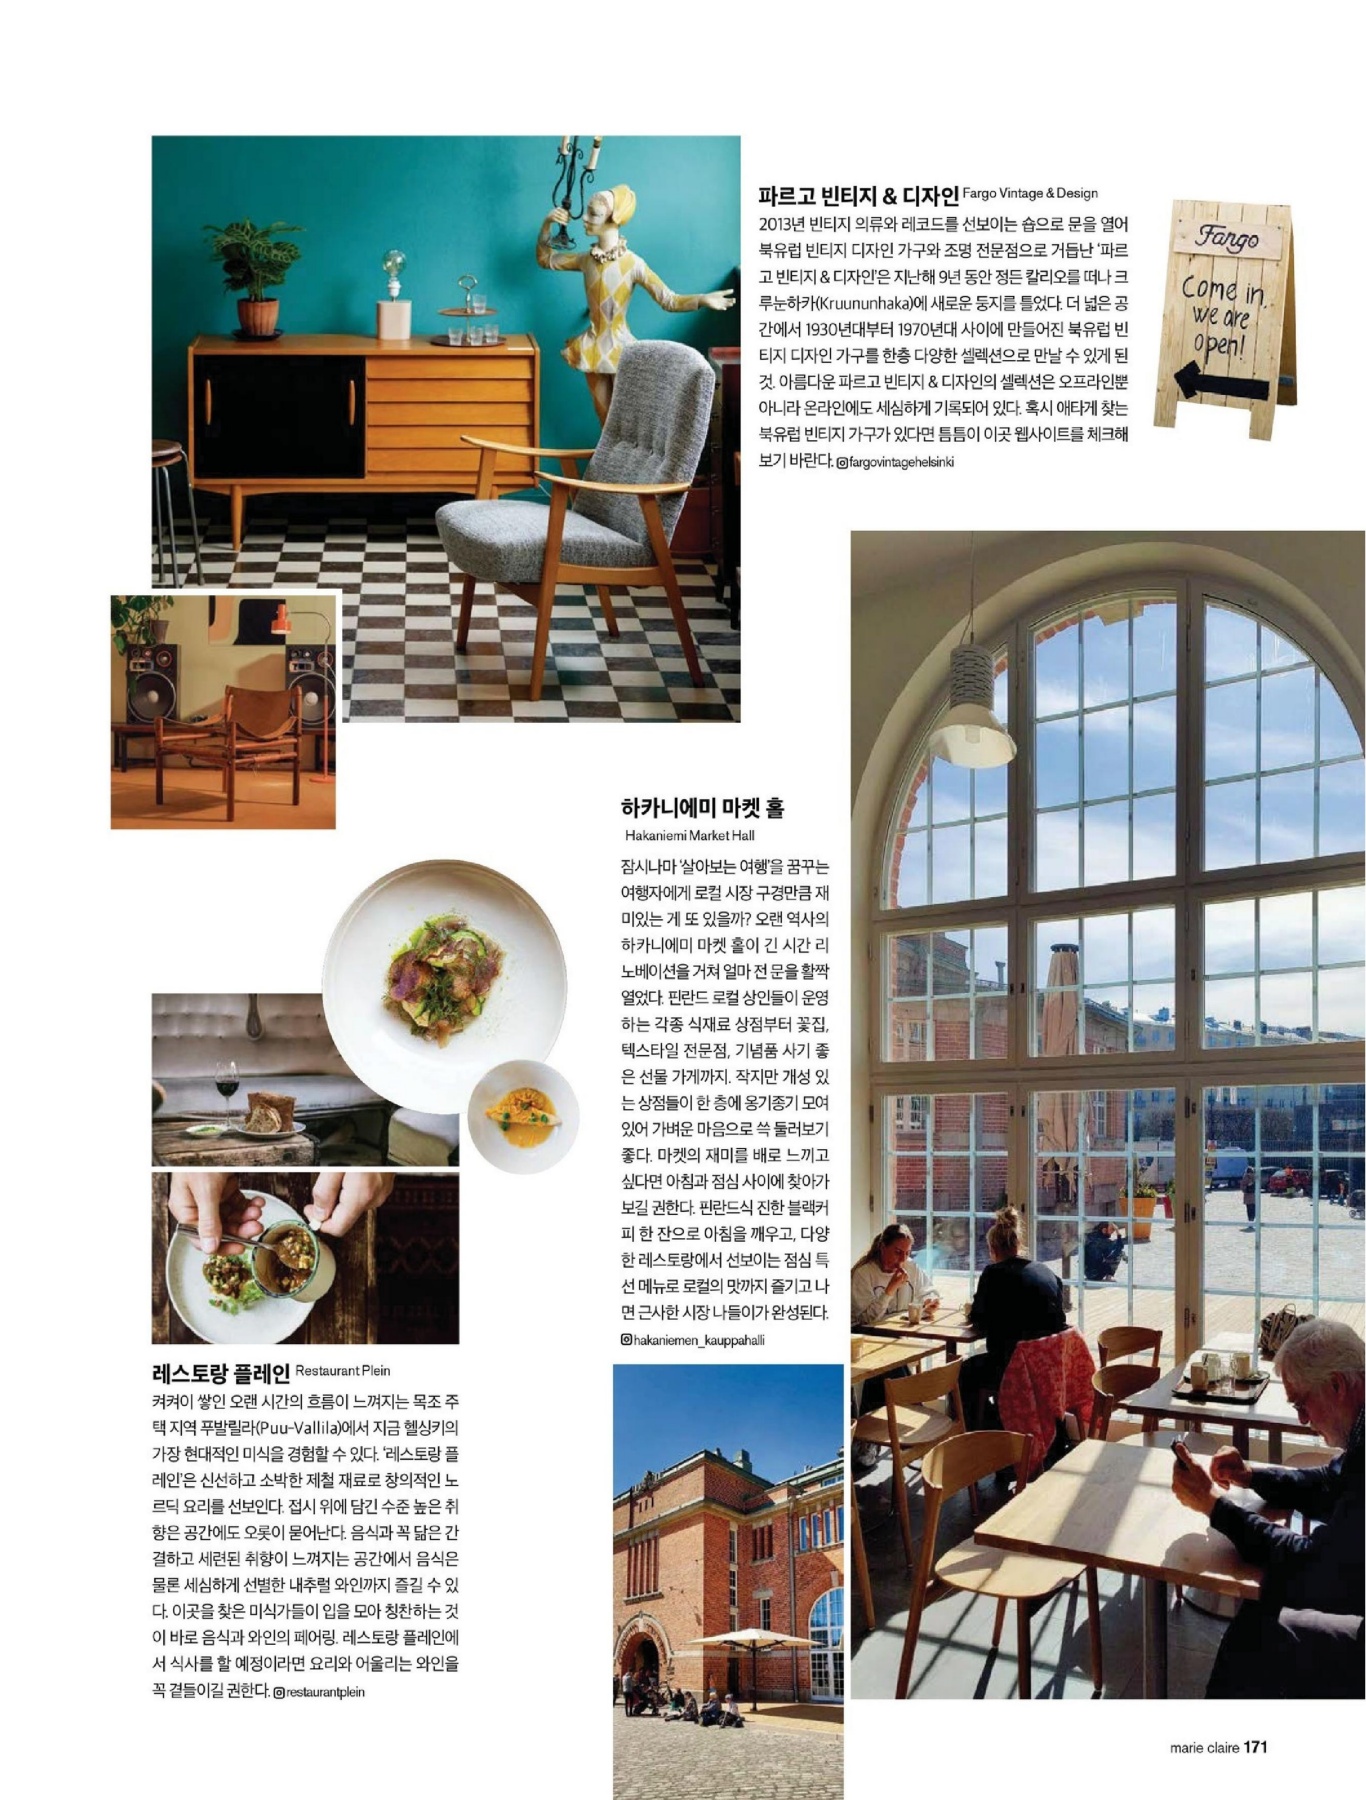 파르고 빈티지 & 디자인 Fargo Vintage & Design
2013년 빈티지 의류와 레코드를 선보이는 숍으로 문을 열어
북유럽 빈티지 디자인 가구와 조명 전문점으로 거듭난 ‘파르
고 빈티지 & 디자인’은 지난해 9년 동안 정든 칼리오를 떠나 크
루눈하카(Kruununhaka)에 새로운 둥지를 틀었다. 더 넓은 공
간에서 1930년대부터 1970년대 사이에 만들어진 북유럽 빈
티지 디자인 가구를 한층 다양한 셀렉션으로 만날 수 있게 된
것. 아름다운 파르고 빈티지 & 디자인의 셀렉션은 오프라인뿐
아니라 온라인에도 세심하게 기록되어 있다. 혹시 애타게 찾는
북유럽 빈티지 가구가 있다면 틈틈이 이곳 웹사이트를 체크해
보기 바란다. fargovintagehelsinki
Fargo
Come in,
we are
open!
하카니에미 마켓 홀
Hakaniemi Market Hall
잠시나마 ‘살아보는 여행’을 꿈꾸는
여행자에게 로컬 시장 구경만큼 재
미있는 게 또 있을까? 오랜 역사의
하카니에미 마켓 홀이 긴 시간 리
노베이션을 거쳐 얼마 전 문을 활짝
열었다. 핀란드 로컬 상인들이 운영
하는 각종 식재료 상점부터 꽃집,
텍스타일 전문점, 기념품 사기 좋
은 선물 가게까지. 작지만 개성 있
는 상점들이 한 층에 옹기종기 모여
있어 가벼운 마음으로 쓱 둘러보기
좋다. 마켓의 재미를 배로 느끼고
싶다면 아침과 점심 사이에 찾아가
보길 권한다. 핀란드식 진한 블랙커
피 한 잔으로 아침을 깨우고, 다양
한 레스토랑에서 선보이는 점심 특
선 메뉴로 로컬의 맛까지 즐기고 나
면 근사한 시장 나들이가 완성된다.
hakaniemen_kauppahalli
레스토랑 플레인 Restaurant Plein
켜켜이 쌓인 오랜 시간의 흐름이 느껴지는 목조 주
택 지역 푸발릴라(Puu-Vallila)에서 지금 헬싱키의
가장 현대적인 미식을 경험할 수 있다. ‘레스토랑 플
레인’은 신선하고 소박한 제철 재료로 창의적인 노
르딕 요리를 선보인다. 접시 위에 담긴 수준 높은 취
향은 공간에도 오롯이 묻어난다. 음식과 꼭 닮은 간
결하고 세련된 취향이 느껴지는 공간에서 음식은
물론 세심하게 선별한 내추럴 와인까지 즐길 수 있
다. 이곳을 찾은 미식가들이 입을 모아 칭찬하는 것
이 바로 음식과 와인의 페어링. 레스토랑 플레인에
서 식사를 할 예정이라면 요리와 어울리는 와인을
꼭 곁들이길 권한다. restaurantplein
marie claire 171